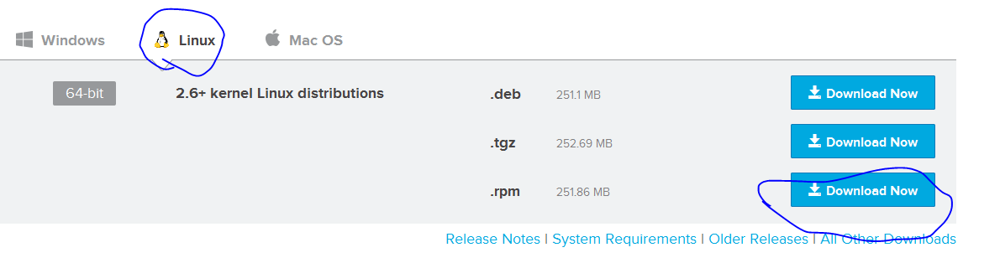 Windows Linux Mac OS
64-bit 2.6+ kernel Linux distributions .deb 251.1 MB Download Now
.tgz 252.69 MB Download Now
.rpm 251.86 MB Download Now
Release Notes | System Requirements | Older Releases | All Other Downloads